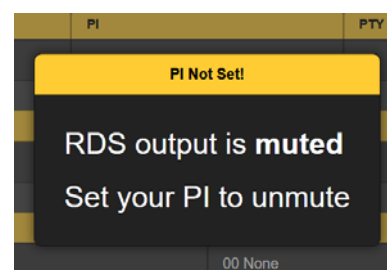 PI PTY
PI Not Set!
RDS output is muted
Set your PI to unmute
00 None